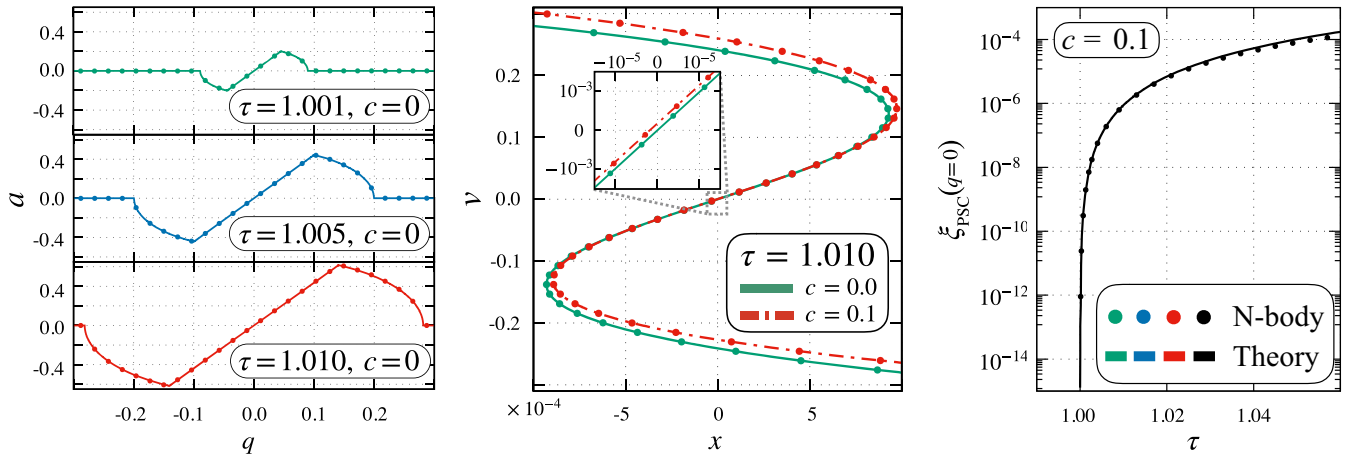 0.4
0.0
-0.4
τ=1.001, c=0
0.4
0.0
-0.4
τ=1.005, c=0
0.4
0.0
-0.4
τ=1.010, c=0
a
-0.2 -0.1 0.0 0.1 0.2
q
0.2
0.1
0.0
-0.1
-0.2
v
−10⁻⁵ 0 10⁻⁵
10⁻³
0
−10⁻³
τ = 1.010
c = 0.0
c = 0.1
× 10⁻⁴ -5 0 5
x
c = 0.1
10⁻⁴
10⁻⁶
10⁻⁸
10⁻¹⁰
10⁻¹²
10⁻¹⁴
ξPSC(q=0)
N-body
Theory
1.00 1.02 1.04
τ